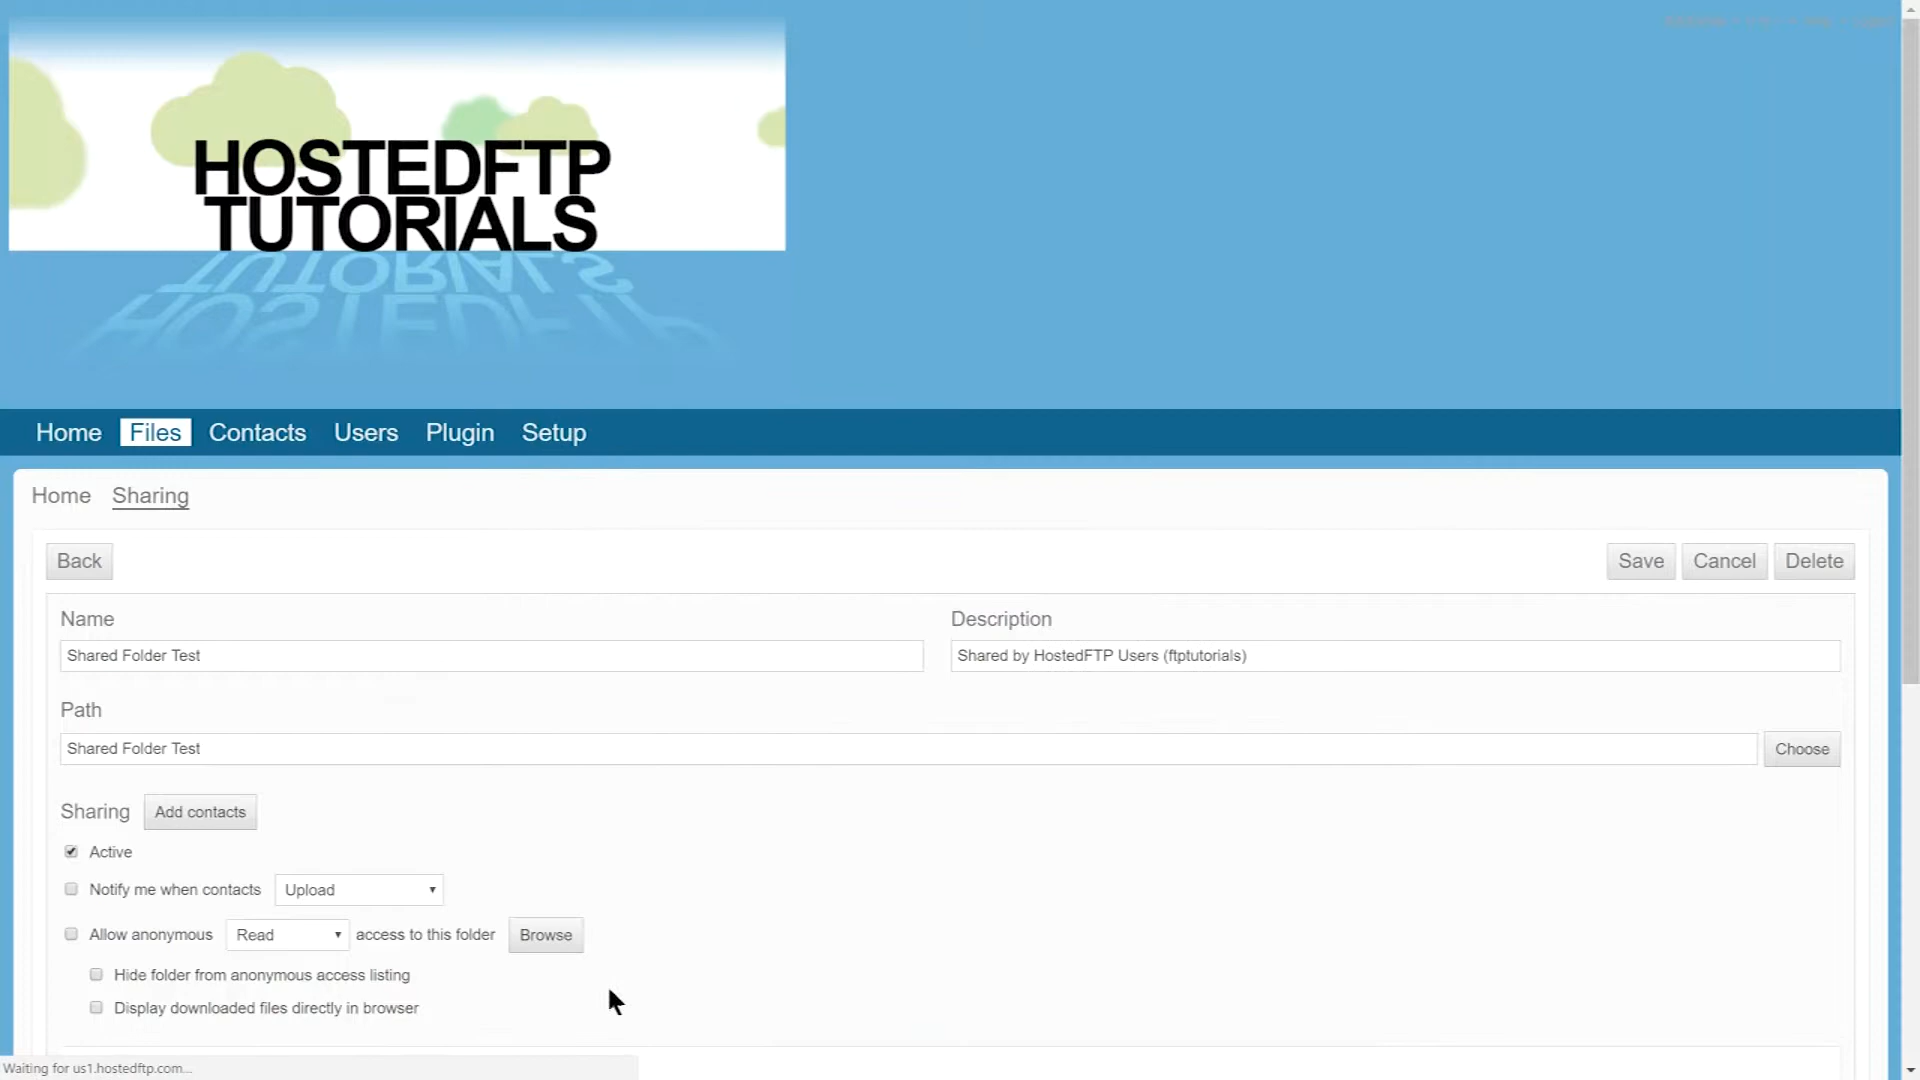 HOSTEDFTP
TUTORIALS
Home Files Contacts Users Plugin Setup
Home Sharing
Back Save Cancel Delete
Name Description
Shared Folder Test Shared by HostedFTP Users (ftptutorials)
Path
Shared Folder Test Choose
Sharing Add contacts
Active
Notify me when contacts Upload
Allow anonymous Read access to this folder Browse
Hide folder from anonymous access listing
Display downloaded files directly in browser
Waiting for us1.hostedftp.com...